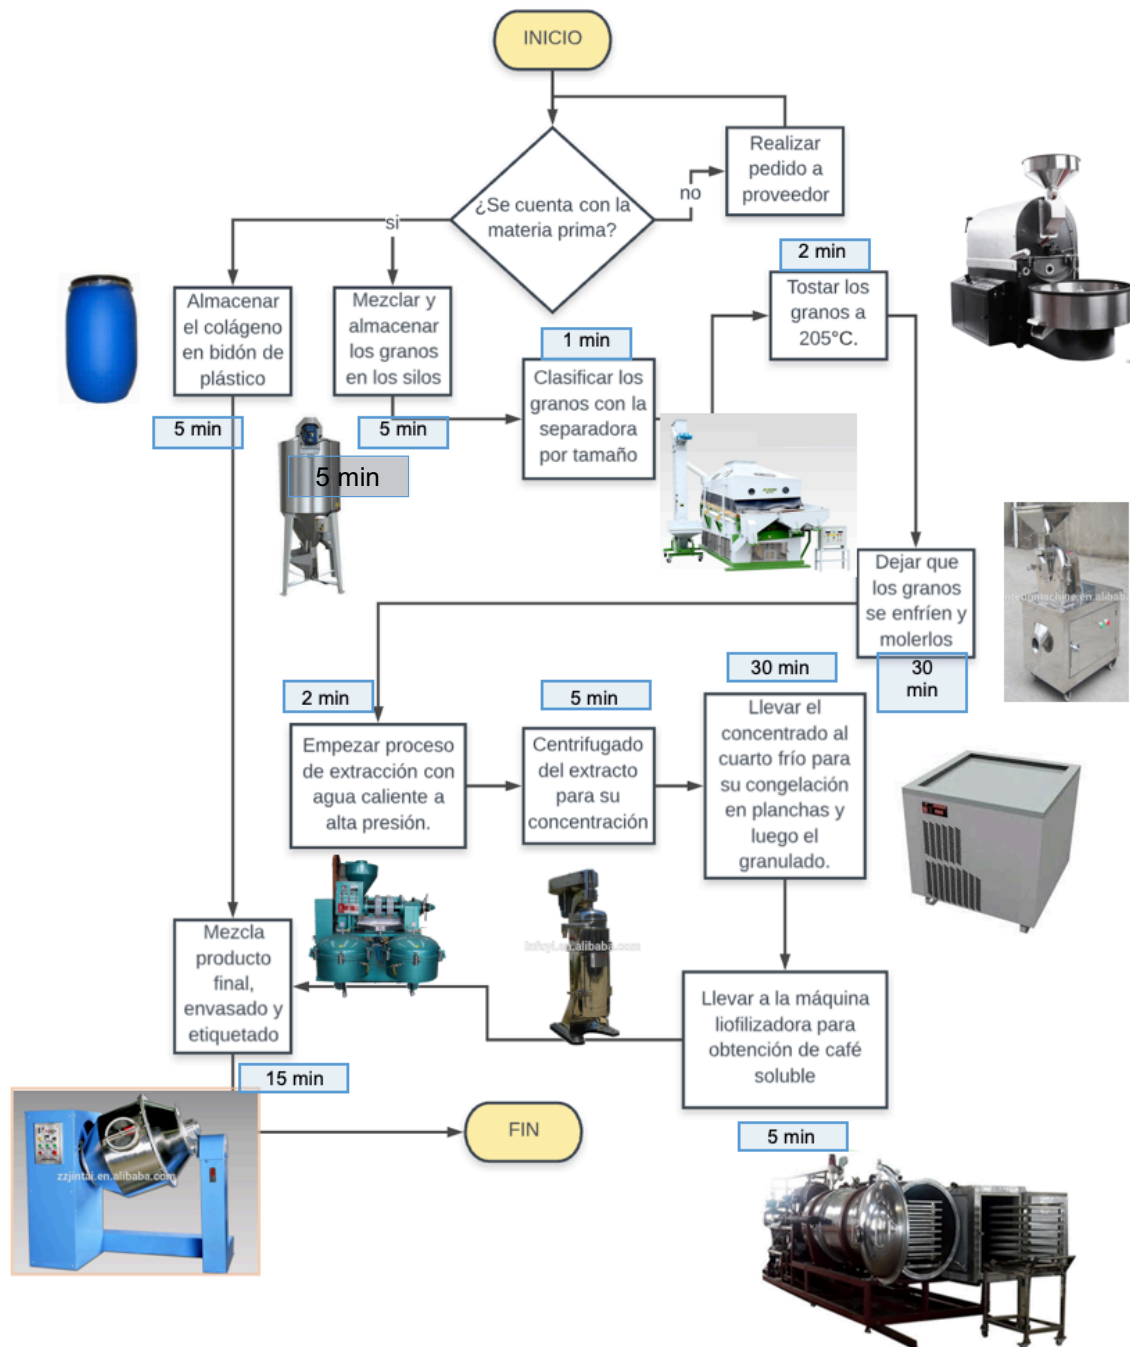 INICIO
Realizar
pedido a
proveedor
no
¿Se cuenta con la
materia prima?
si
2 min
Tostar los
granos a
205°C.
Almacenar
el colágeno
en bidón de
plástico
Mezclar y
almacenar
los granos
en los silos
1 min
Clasificar los
granos con la
separadora
por tamaño
5 min
5 min
5 min
Dejar que
los granos
se enfríen y
molerlos
30
min
2 min
Empezar proceso
de extracción con
agua caliente a
alta presión.
5 min
Centrifugado
del extracto
para su
concentración
30 min
Llevar el
concentrado al
cuarto frío para
su congelación
en planchas y
luego el
granulado.
Mezcla
producto
final,
envasado y
etiquetado
Llevar a la máquina
liofilizadora para
obtención de café
soluble
15 min
zzjintai.en.alibaba.com
FIN
5 min